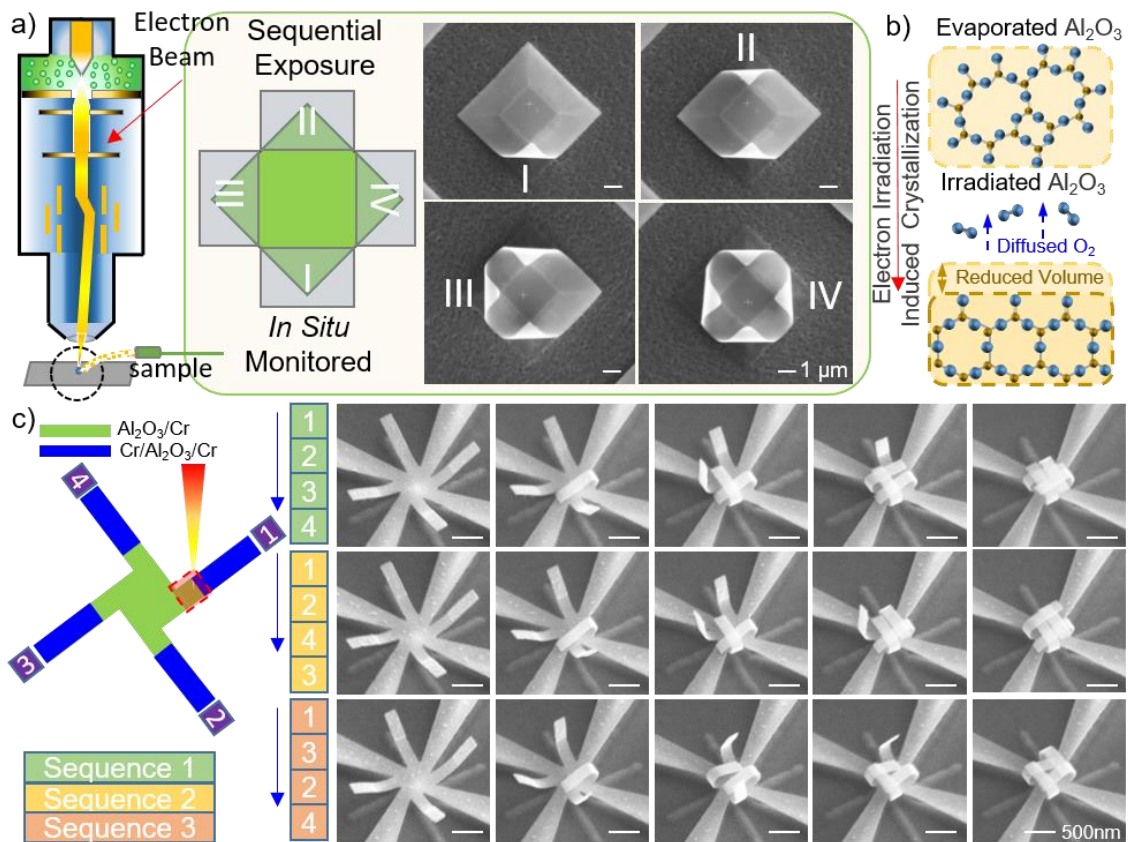 a)
Electron
Beam
sample
Sequential
Exposure
II
III
IV
I
In Situ
Monitored
I
II
III
IV
1 μm
Electron Irradiation
Induced Crystallization
b)
Evaporated Al₂O₃
Irradiated Al₂O₃
Diffused O₂
Reduced Volume
c)
Al₂O₃/Cr
Cr/Al₂O₃/Cr
4
1
3
2
Sequence 1
Sequence 2
Sequence 3
1
2
3
4
1
2
4
3
1
3
2
4
500nm